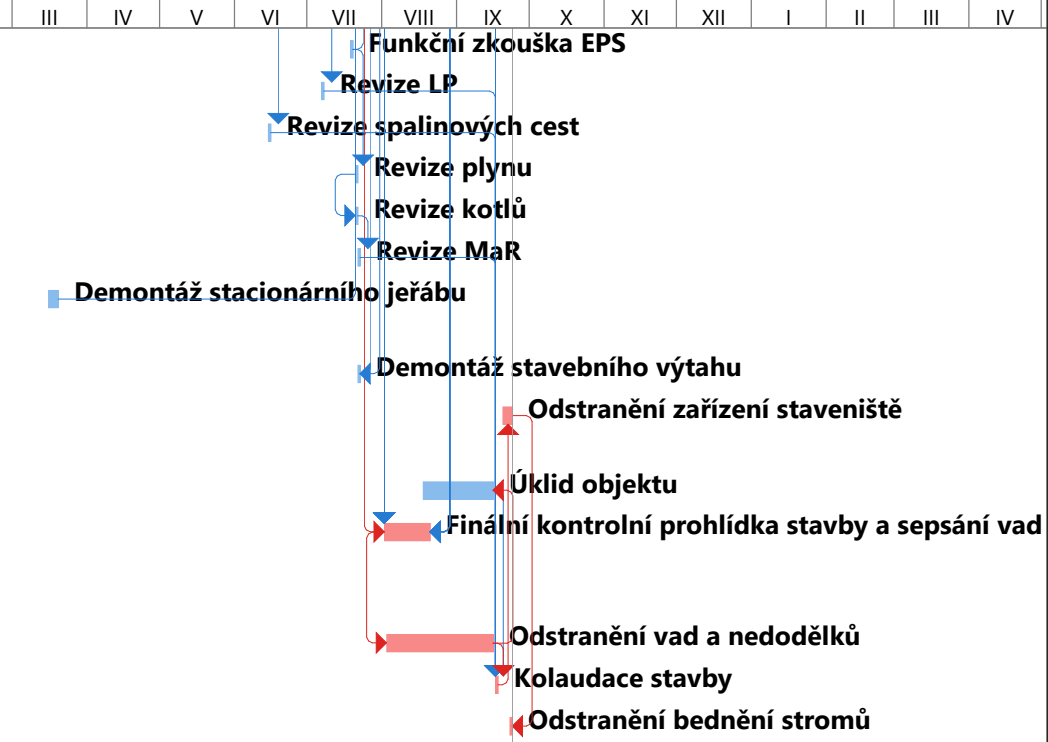 III IV V VI VII VIII IX X XI XII I II III IV
Funkční zkouška EPS
Revize LP
Revize spalinových cest
Revize plynu
Revize kotlů
Revize MaR
Demontáž stacionárního jeřábu
Demontáž stavebního výtahu
Odstranění zařízení staveniště
Úklid objektu
Finální kontrolní prohlídka stavby a sepsání vad
Odstranění vad a nedodělků
Kolaudace stavby
Odstranění bednění stromů